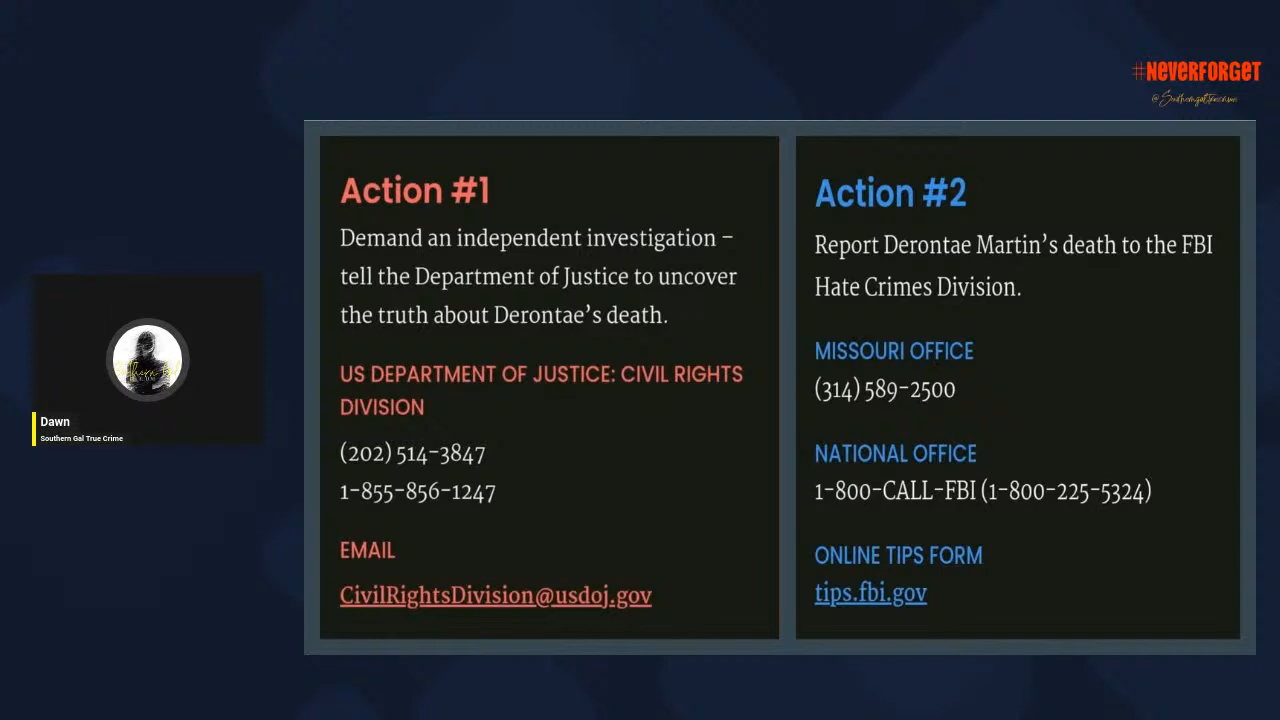 #NEVERFORGET
@Southerngaltruecrime
Action #1
Demand an independent investigation –
tell the Department of Justice to uncover
the truth about Derontae’s death.
US DEPARTMENT OF JUSTICE: CIVIL RIGHTS
DIVISION
(202) 514-3847
1-855-856-1247
EMAIL
CivilRightsDivision@usdoj.gov
Action #2
Report Derontae Martin’s death to the FBI
Hate Crimes Division.
MISSOURI OFFICE
(314) 589-2500
NATIONAL OFFICE
1-800-CALL-FBI (1-800-225-5324)
ONLINE TIPS FORM
tips.fbi.gov
Dawn
Southern Gal True Crime